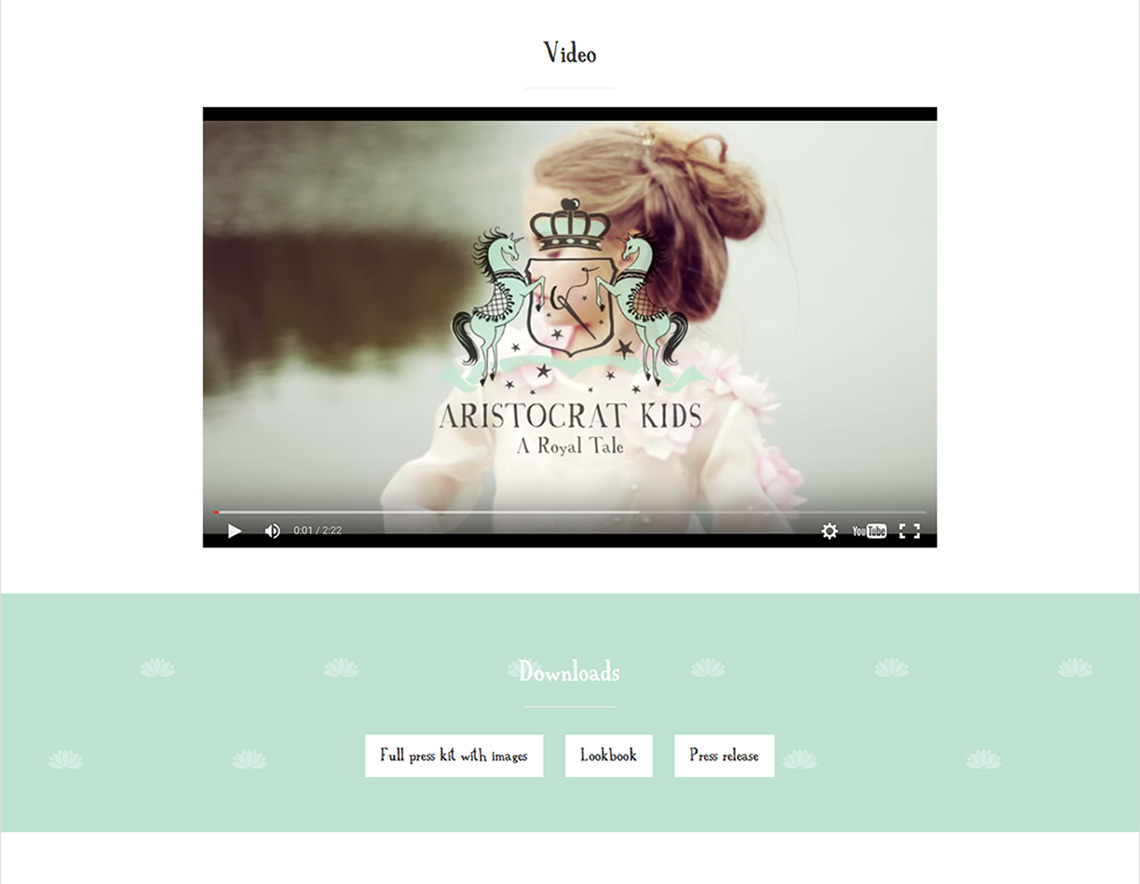 Video
ARISTOCRAT KIDS
A Royal Tale
0:01 / 2:22
YouTube
Downloads
Full press kit with images
Lookbook
Press release